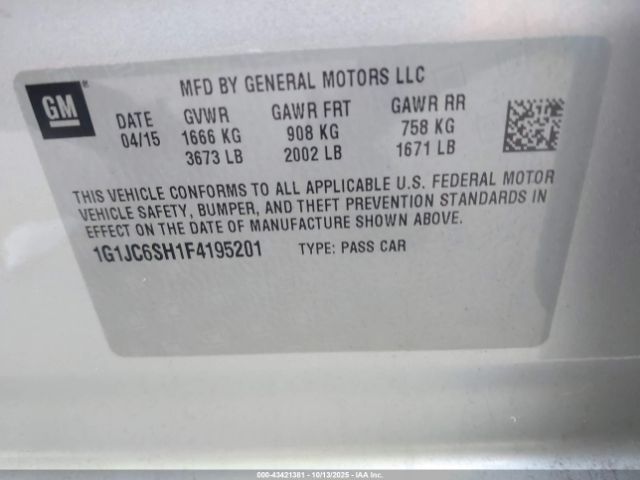 GM
MFD BY GENERAL MOTORS LLC
DATE GVWR GAWR FRT GAWR RR
04/15 1666 KG 908 KG 758 KG
3673 LB 2002 LB 1671 LB
THIS VEHICLE CONFORMS TO ALL APPLICABLE U.S. FEDERAL MOTOR
VEHICLE SAFETY, BUMPER, AND THEFT PREVENTION STANDARDS IN
EFFECT ON THE DATE OF MANUFACTURE SHOWN ABOVE.
1G1JC6SH1F4195201 TYPE: PASS CAR
000-43421381 - 10/13/2025 - IAAI.COM